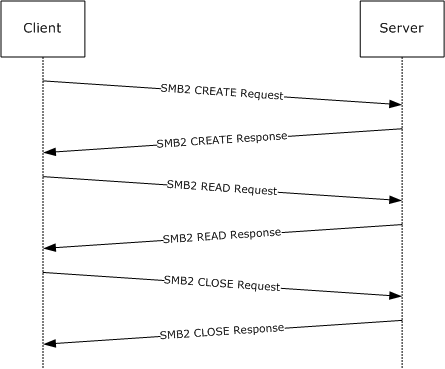 Client
Server
SMB2 CREATE Request
SMB2 CREATE Response
SMB2 READ Request
SMB2 READ Response
SMB2 CLOSE Request
SMB2 CLOSE Response